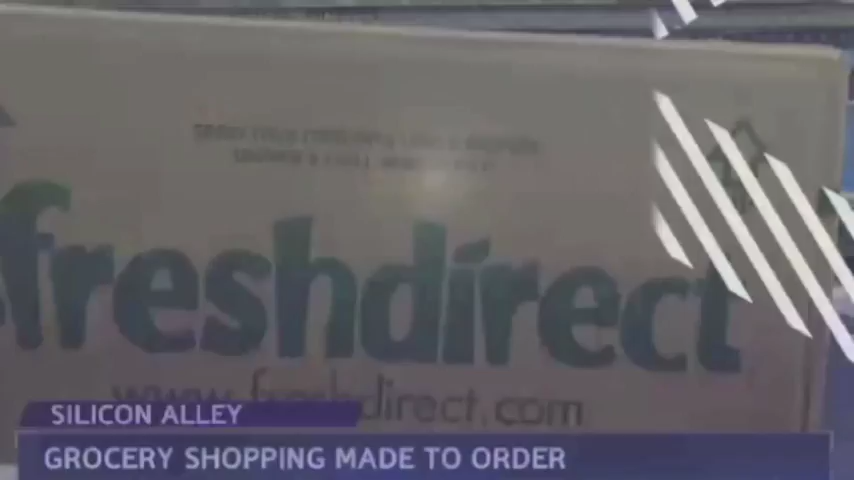 freshdirect
www.freshdirect.com
SILICON ALLEY
GROCERY SHOPPING MADE TO ORDER